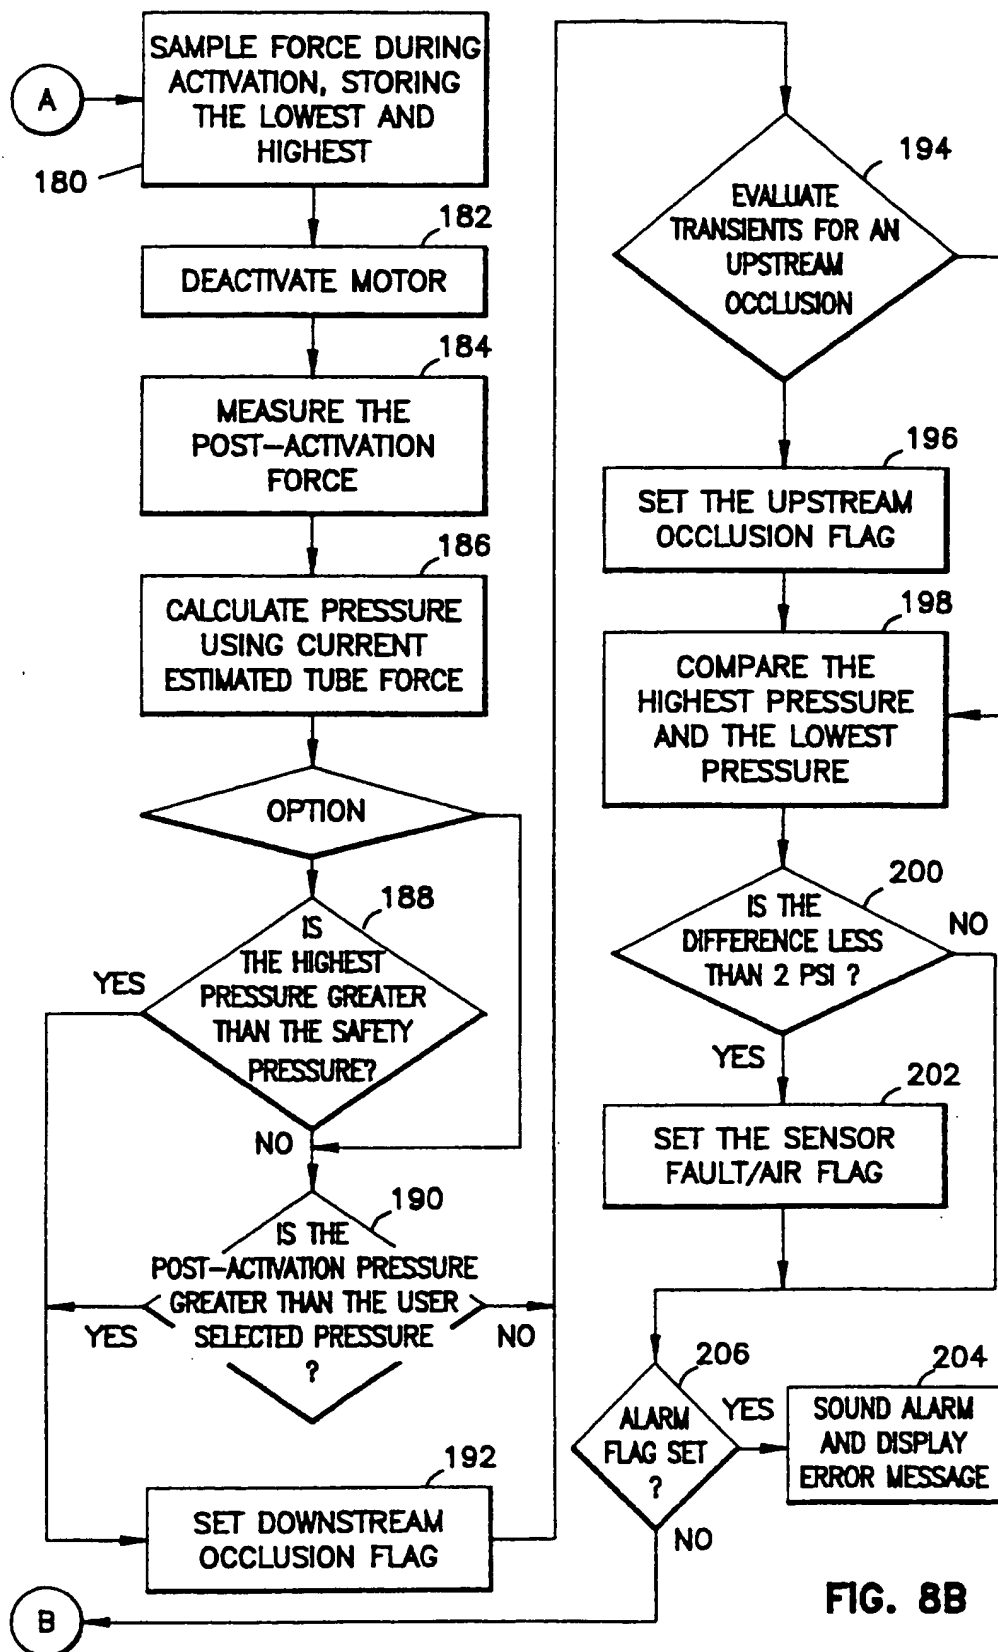 A
SAMPLE FORCE DURING
ACTIVATION, STORING
THE LOWEST AND
HIGHEST
180
182
DEACTIVATE MOTOR
184
MEASURE THE
POST-ACTIVATION
FORCE
186
CALCULATE PRESSURE
USING CURRENT
ESTIMATED TUBE FORCE
OPTION
188
IS
THE HIGHEST
PRESSURE GREATER
THAN THE SAFETY
PRESSURE?
YES
NO
190
IS THE
POST-ACTIVATION PRESSURE
GREATER THAN THE USER
SELECTED PRESSURE
?
YES
NO
192
SET DOWNSTREAM
OCCLUSION FLAG
B
194
EVALUATE
TRANSIENTS FOR AN
UPSTREAM
OCCLUSION
196
SET THE UPSTREAM
OCCLUSION FLAG
198
COMPARE THE
HIGHEST PRESSURE
AND THE LOWEST
PRESSURE
200
IS THE
DIFFERENCE LESS
THAN 2 PSI ?
NO
YES
202
SET THE SENSOR
FAULT/AIR FLAG
206
ALARM
FLAG SET
?
YES
NO
204
SOUND ALARM
AND DISPLAY
ERROR MESSAGE
FIG. 8B